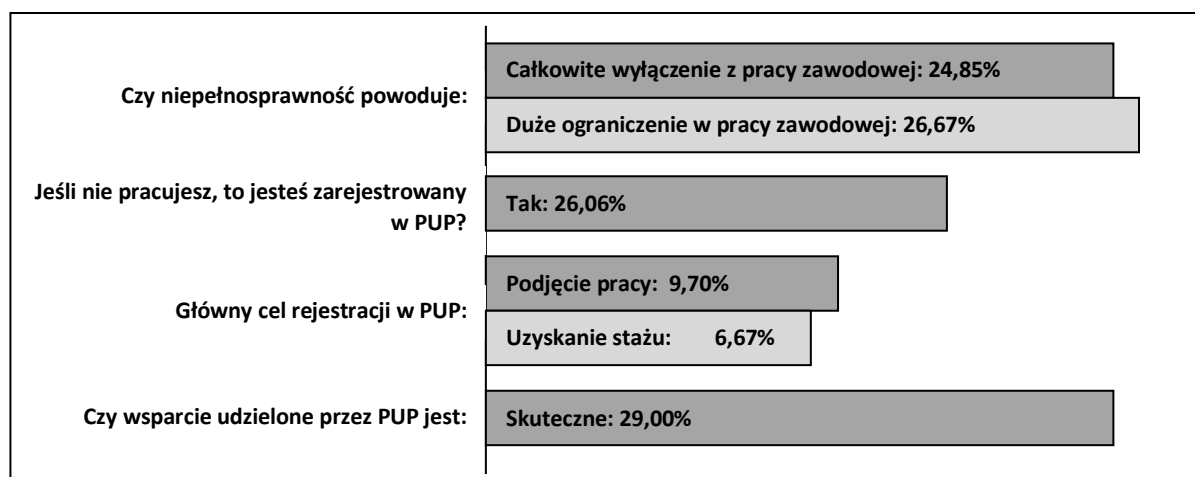 Czy niepełnosprawność powoduje:
Całkowite wyłączenie z pracy zawodowej: 24,85%
Duże ograniczenie w pracy zawodowej: 26,67%
Jeśli nie pracujesz, to jesteś zarejestrowany
w PUP?
Tak: 26,06%
Główny cel rejestracji w PUP:
Podjęcie pracy: 9,70%
Uzyskanie stażu: 6,67%
Czy wsparcie udzielone przez PUP jest:
Skuteczne: 29,00%